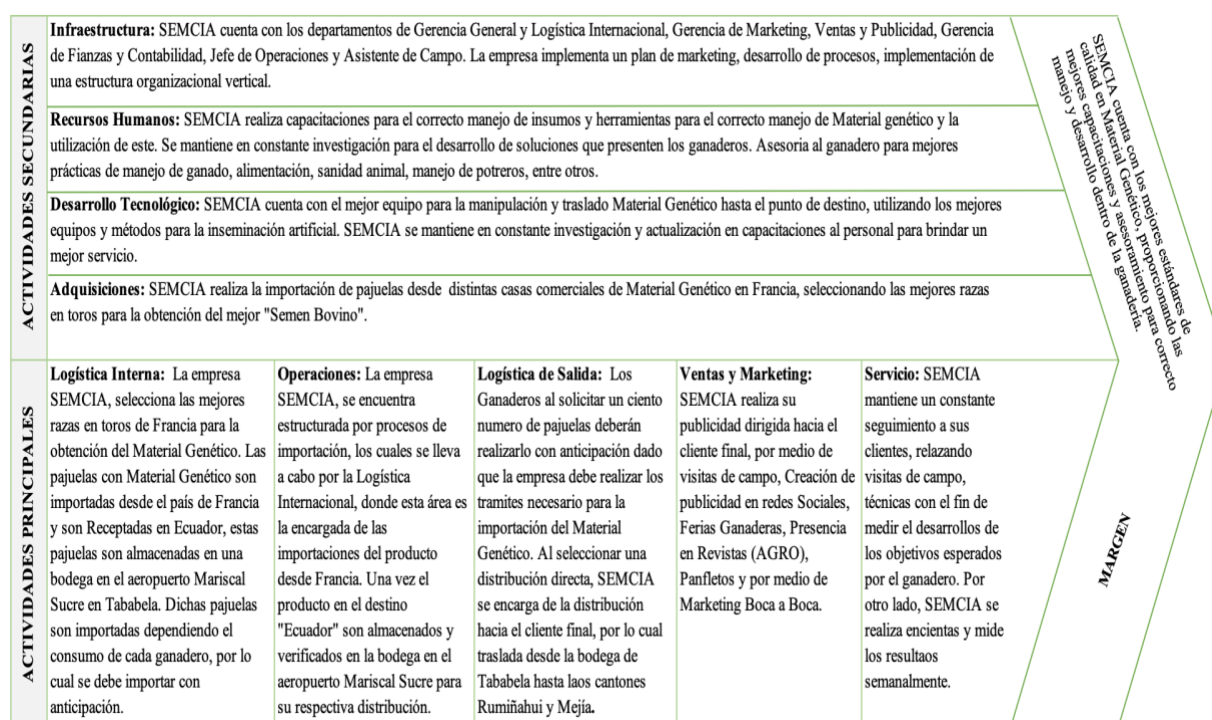 ACTIVIDADES SECUNDARIAS
Infraestructura: SEMCIA cuenta con los departamentos de Gerencia General y Logística Internacional, Gerencia de Marketing, Ventas y Publicidad, Gerencia
de Fianzas y Contabilidad, Jefe de Operaciones y Asistente de Campo. La empresa implementa un plan de marketing, desarrollo de procesos, implementación de
una estructura organizacional vertical.
Recursos Humanos: SEMCIA realiza capacitaciones para el correcto manejo de insumos y herramientas para el correcto manejo de Material genético y la
utilización de este. Se mantiene en constante investigación para el desarrollo de soluciones que presenten los ganaderos. Asesoria al ganadero para mejores
prácticas de manejo de ganado, alimentación, sanidad animal, manejo de potreros, entre otros.
Desarrollo Tecnológico: SEMCIA cuenta con el mejor equipo para la manipulación y traslado Material Genético hasta el punto de destino, utilizando los mejores
equipos y métodos para la inseminación artificial. SEMCIA se mantiene en constante investigación y actualización en capacitaciones al personal para brindar un
mejor servicio.
Adquisiciones: SEMCIA realiza la importación de pajuelas desde distintas casas comerciales de Material Genético en Francia, seleccionando las mejores razas
en toros para la obtención del mejor "Semen Bovino".
SEMCIA cuenta con los mejores estándares de
calidad en Material Genético, proporcionando las
mejores capacitaciones y asesoramiento para correcto
manejo y desarrollo dentro de la ganadería.
ACTIVIDADES PRINCIPALES
Logística Interna: La empresa
SEMCIA, selecciona las mejores
razas en toros de Francia para la
obtención del Material Genético. Las
pajuelas con Material Genético son
importadas desde el país de Francia
y son Receptadas en Ecuador, estas
pajuelas son almacenadas en una
bodega en el aeropuerto Mariscal
Sucre en Tababela. Dichas pajuelas
son importadas dependiendo el
consumo de cada ganadero, por lo
cual se debe importar con
anticipación.
Operaciones: La empresa
SEMCIA, se encuentra
estructurada por procesos de
importación, los cuales se lleva
a cabo por la Logística
Internacional, donde esta área es
la encargada de las
importaciones del producto
desde Francia. Una vez el
producto en el destino
"Ecuador" son almacenados y
verificados en la bodega en el
aeropuerto Mariscal Sucre para
su respectiva distribución.
Logística de Salida: Los
Ganaderos al solicitar un ciento
numero de pajuelas deberán
realizarlo con anticipación dado
que la empresa debe realizar los
tramites necesario para la
importación del Material
Genético. Al seleccionar una
distribución directa, SEMCIA
se encarga de la distribución
hacia el cliente final, por lo cual
traslada desde la bodega de
Tababela hasta laos cantones
Rumiñahui y Mejía.
Ventas y Marketing:
SEMCIA realiza su
publicidad dirigida hacia el
cliente final, por medio de
visitas de campo, Creación de
publicidad en redes Sociales,
Ferias Ganaderas, Presencia
en Revistas (AGRO),
Panfletos y por medio de
Marketing Boca a Boca.
Servicio: SEMCIA
mantiene un constante
seguimiento a sus
clientes, relazando
visitas de campo,
técnicas con el fin de
medir el desarrollos de
los objetivos esperados
por el ganadero. Por
otro lado, SEMCIA se
realiza encientas y mide
los resultaos
semanalmente.
MARGEN